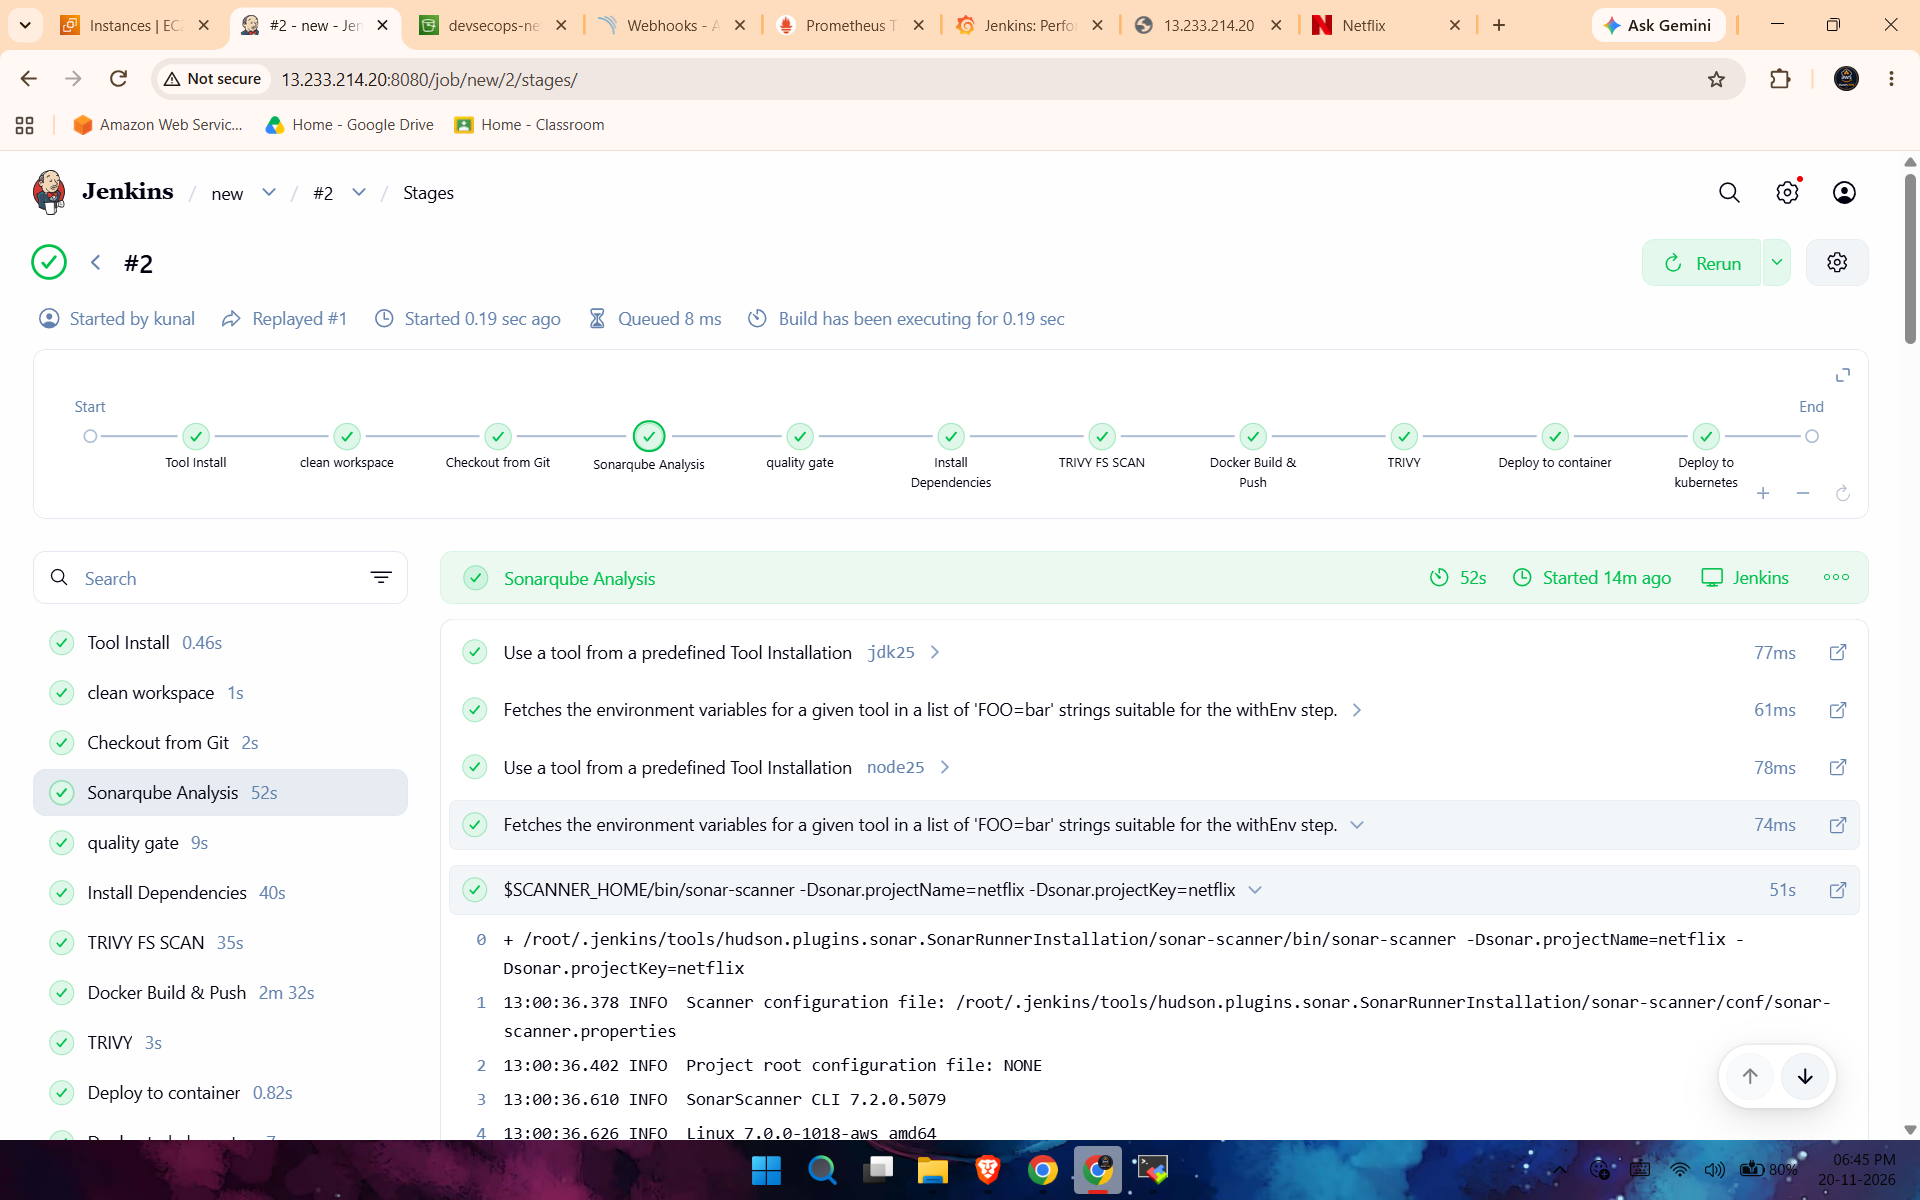 Instances | EC2
#2 - new - Jen
devsecops-ne
Webhooks - A
Prometheus T
Jenkins: Perfo
13.233.214.20
Netflix
Ask Gemini
Not secure
13.233.214.20:8080/job/new/2/stages/
Amazon Web Servic...
Home - Google Drive
Home - Classroom
Jenkins / new / #2 / Stages
#2
Rerun
Started by kunal
Replayed #1
Started 0.19 sec ago
Queued 8 ms
Build has been executing for 0.19 sec
Start
End
Tool Install
clean workspace
Checkout from Git
Sonarqube Analysis
quality gate
Install
Dependencies
TRIVY FS SCAN
Docker Build &
Push
TRIVY
Deploy to container
Deploy to
kubernetes
Search
Tool Install 0.46s
clean workspace 1s
Checkout from Git 2s
Sonarqube Analysis 52s
quality gate 9s
Install Dependencies 40s
TRIVY FS SCAN 35s
Docker Build & Push 2m 32s
TRIVY 3s
Deploy to container 0.82s
Sonarqube Analysis
52s
Started 14m ago
Jenkins
Use a tool from a predefined Tool Installation jdk25 77ms
Fetches the environment variables for a given tool in a list of 'FOO=bar' strings suitable for the withEnv step. 61ms
Use a tool from a predefined Tool Installation node25 78ms
Fetches the environment variables for a given tool in a list of 'FOO=bar' strings suitable for the withEnv step. 74ms
$SCANNER_HOME/bin/sonar-scanner -Dsonar.projectName=netflix -Dsonar.projectKey=netflix 51s
0 + /root/.jenkins/tools/hudson.plugins.sonar.SonarRunnerInstallation/sonar-scanner/bin/sonar-scanner -Dsonar.projectName=netflix -
Dsonar.projectKey=netflix
1 13:00:36.378 INFO  Scanner configuration file: /root/.jenkins/tools/hudson.plugins.sonar.SonarRunnerInstallation/sonar-scanner/conf/sonar-
scanner.properties
2 13:00:36.402 INFO  Project root configuration file: NONE
3 13:00:36.610 INFO  SonarScanner CLI 7.2.0.5079
4 13:00:36.626 INFO  Linux 7.0.0-1018-aws amd64
80%
06:45 PM
20-11-2026